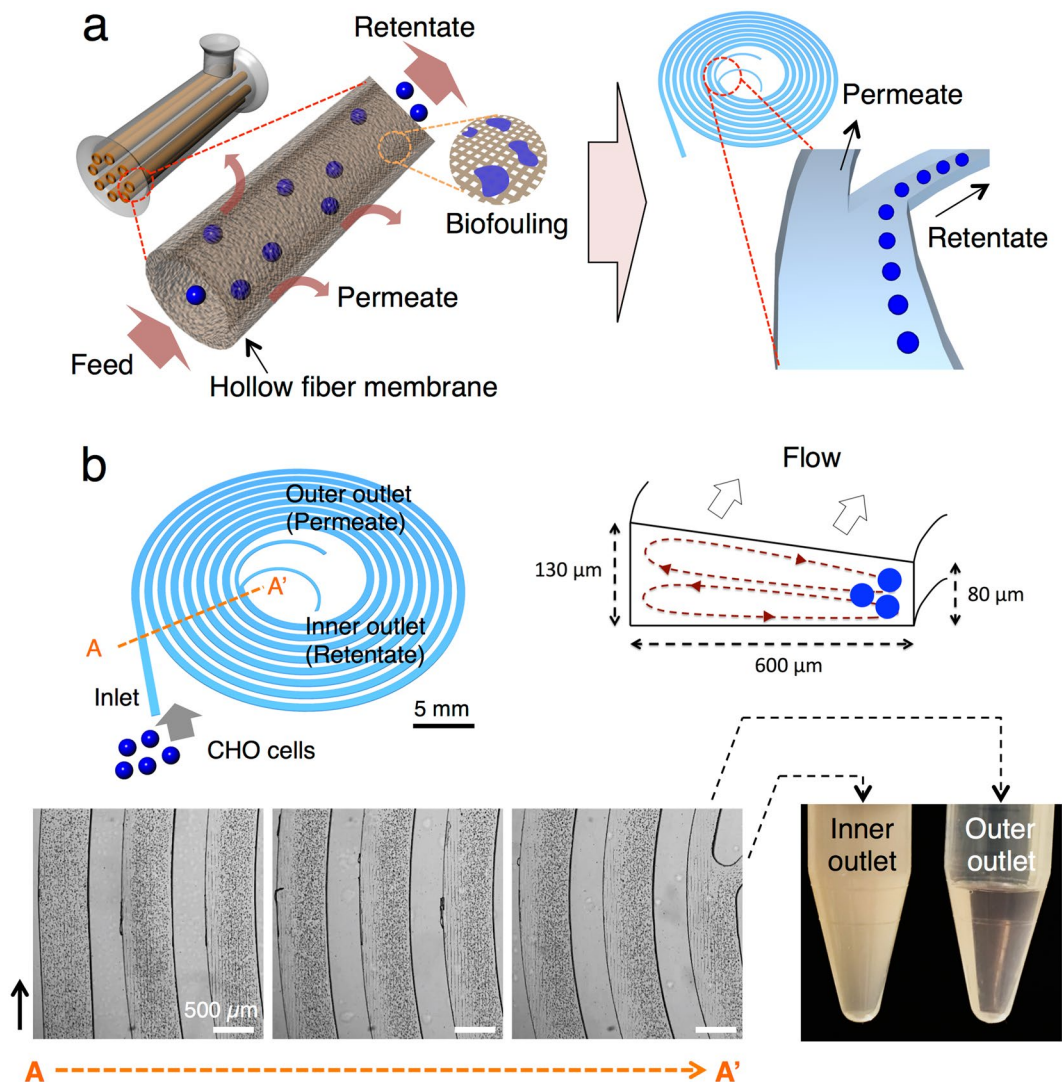 a
Retentate
Biofouling
Permeate
Feed
Hollow fiber membrane
Permeate
Retentate
b
Outer outlet
(Permeate)
A'
A
Inner outlet
(Retentate)
Inlet
5 mm
CHO cells
Flow
130 μm
80 μm
600 μm
500 μm
Inner
outlet
Outer
outlet
A
A'